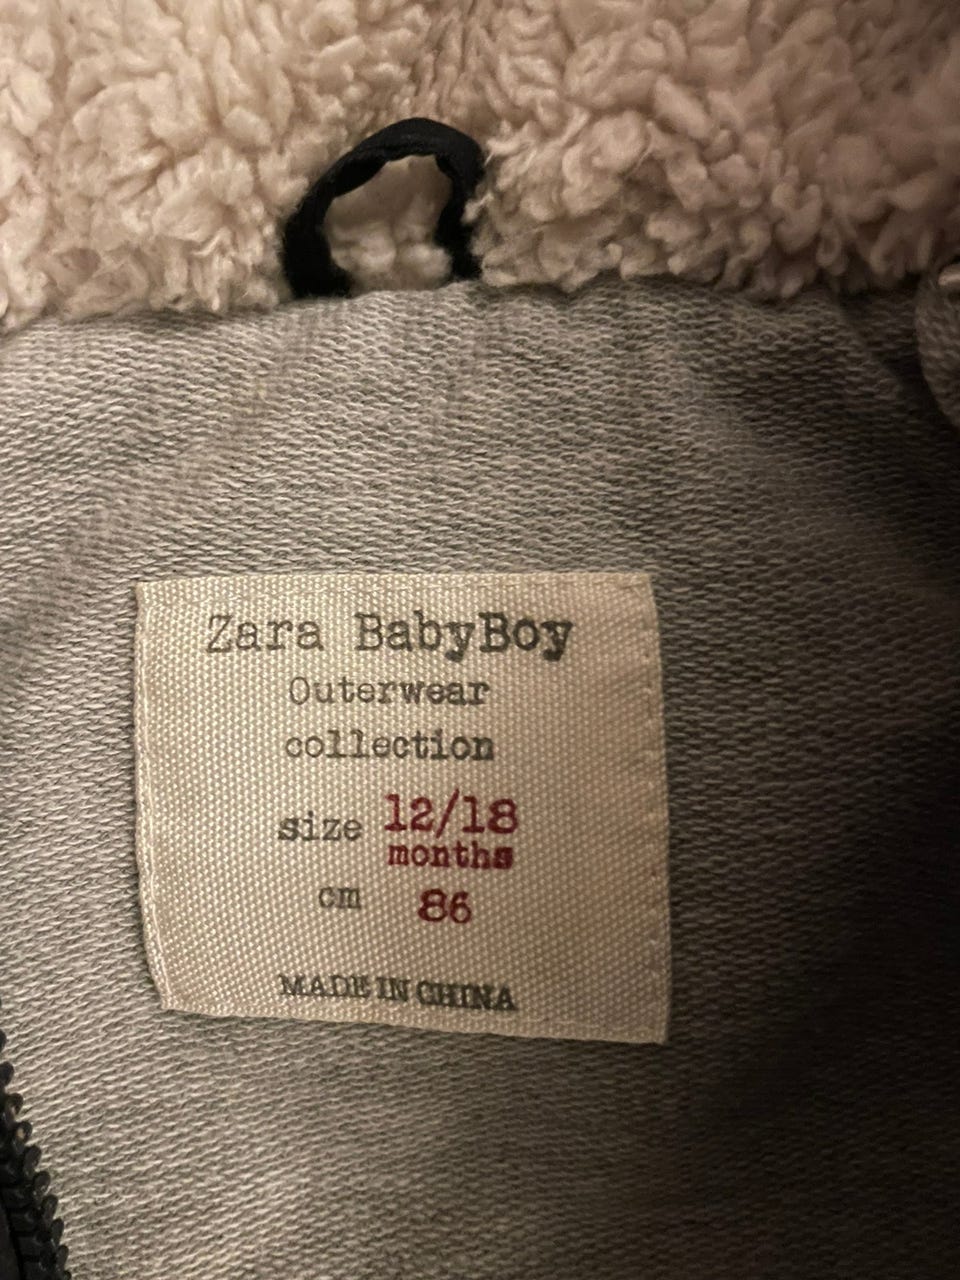 Zara BabyBoy
Outerwear
collection
size 12/18
months
cm 86
MADE IN CHINA